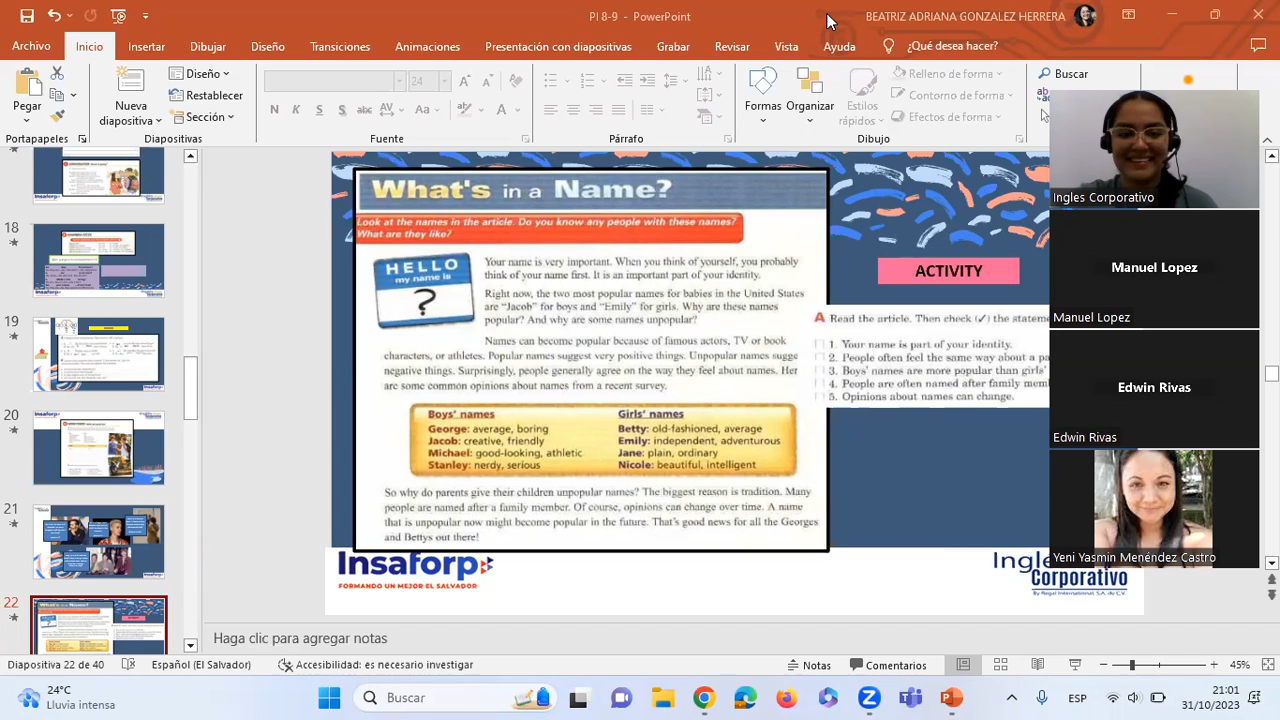 PI 8-9 - PowerPoint
BEATRIZ ADRIANA GONZALEZ HERRERA
Archivo Inicio Insertar Dibujar Diseño Transiciones Animaciones Presentación con diapositivas Grabar Revisar Vista Ayuda ¿Qué desea hacer?
Pegar
Nueva diapositiva
Diseño
Restablecer
Sección
24
N K S S abc AV Aa A
Formas Organizar Estilos rápidos
Relleno de forma
Contorno de forma
Efectos de forma
Buscar
Portapapeles Diapositivas Fuente Párrafo Dibujo
19
20
21
22
What's in a Name?
Look at the names in the article. Do you know any people with these names?
What are they like?
HELLO
my name is
?
Your name is very important. When you think of yourself, you probably
think of your name first. It is an important part of your identity.
Right now, the two most popular names for babies in the United States
are "Jacob" for boys and "Emily" for girls. Why are these names
popular? And why are some names unpopular?
Names can become popular because of famous actors, TV or book
characters, or athletes. Popular names suggest very positive things. Unpopular names sugge
negative things. Surprisingly, people generally agree on the way they feel about names. Her
are some common opinions about names from a recent survey.
Boys' names
George: average, boring
Jacob: creative, friendly
Michael: good-looking, athletic
Stanley: nerdy, serious
Girls' names
Betty: old-fashioned, average
Emily: independent, adventurous
Jane: plain, ordinary
Nicole: beautiful, intelligent
So why do parents give their children unpopular names? The biggest reason is tradition. Many
people are named after a family member. Of course, opinions can change over time. A name
that is unpopular now might become popular in the future. That's good news for all the Georges
and Bettys out there!
ACTIVITY
A Read the article. Then check (✓) the stateme
1. Your name is part of your identity.
2. People often feel the same way about a pa
3. Boys' names are more popular than girls'
4. People are often named after family mem
5. Opinions about names can change.
Insaforp
FORMANDO UN MEJOR EL SALVADOR
Ingle
Corporativo
By Regal International, S.A. de C.V.
Ingles Corporativo
Manuel Lopez
Manuel Lopez
Edwin Rivas
Edwin Rivas
Yeni Yasmin Menéndez Castro
Haga clic para agregar notas
Diapositiva 22 de 40 Español (El Salvador) Accesibilidad: es necesario investigar Notas Comentarios 45%
24°C
Lluvia intensa
Buscar
ESP
21:01
31/10/2023